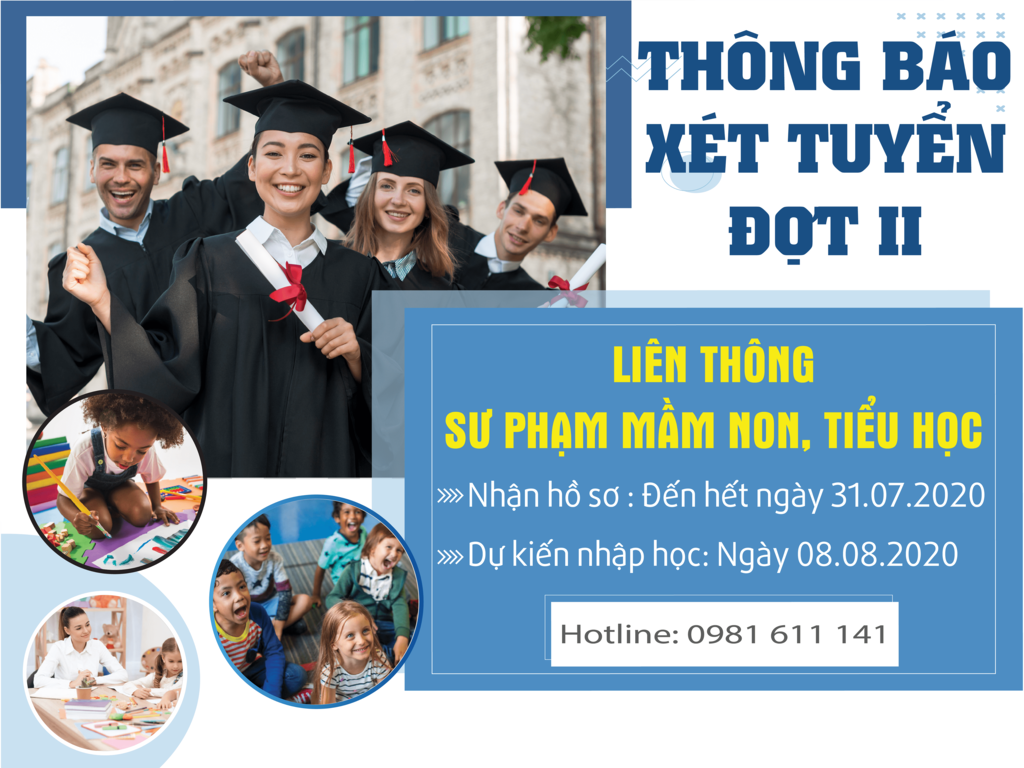 THÔNG BÁO
XÉT TUYỂN
ĐỢT II
LIÊN THÔNG
SƯ PHẠM MẦM NON, TIỂU HỌC
»» Nhận hồ sơ : Đến hết ngày 31.07.2020
»» Dự kiến nhập học: Ngày 08.08.2020
Hotline: 0981 611 141